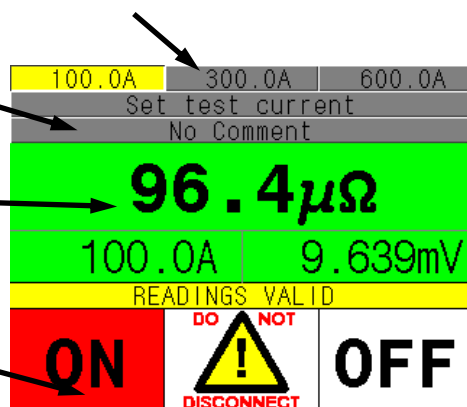 100.0A 300.0A 600.0A
Set test current
No Comment
96.4µΩ
100.0A 9.639mV
READINGS VALID
DO NOT
ON ! OFF
DISCONNECT